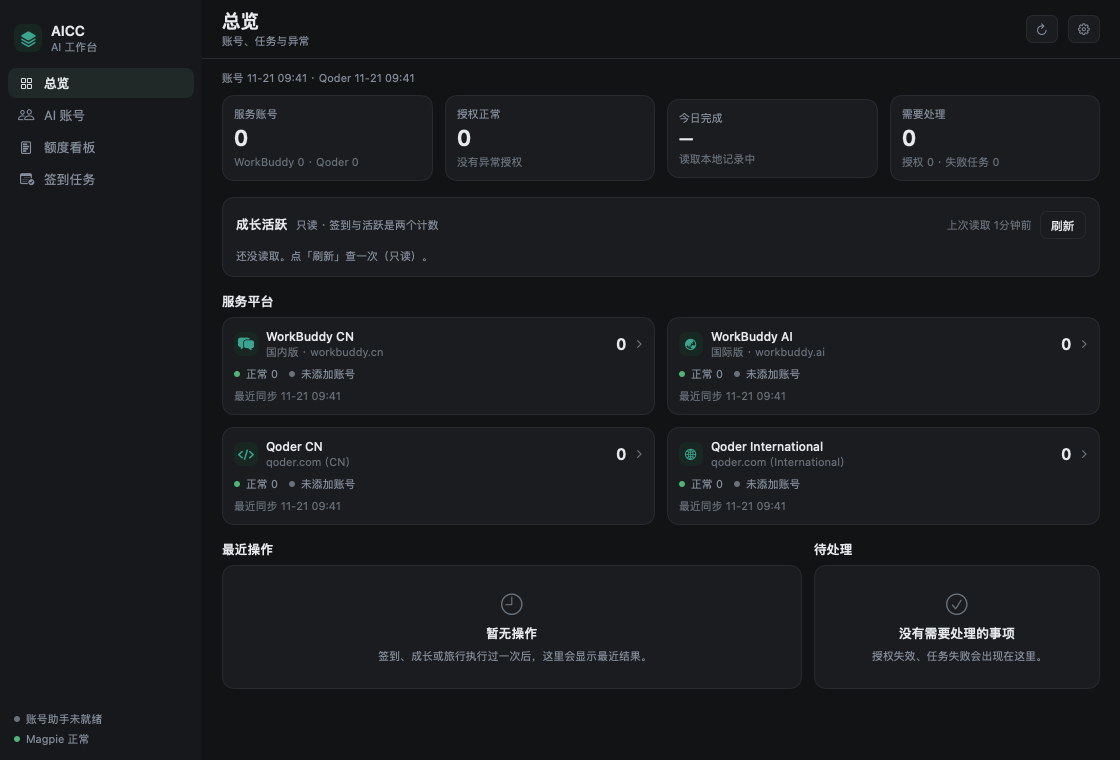 AICC
AI 工作台
总览
AI 账号
额度看板
签到任务
账号助手未就绪
Magpie 正常
总览
账号、任务与异常
账号 11-21 09:41 · Qoder 11-21 09:41
服务账号
0
WorkBuddy 0 · Qoder 0
授权正常
0
没有异常授权
今日完成
—
读取本地记录中
需要处理
0
授权 0 · 失败任务 0
成长活跃 只读 · 签到与活跃是两个计数
上次读取 1分钟前 刷新
还没读取。点「刷新」查一次（只读）。
服务平台
WorkBuddy CN
国内版 · workbuddy.cn
0
正常 0 未添加账号
最近同步 11-21 09:41
WorkBuddy AI
国际版 · workbuddy.ai
0
正常 0 未添加账号
最近同步 11-21 09:41
Qoder CN
qoder.com (CN)
0
正常 0 未添加账号
最近同步 11-21 09:41
Qoder International
qoder.com (International)
0
正常 0 未添加账号
最近同步 11-21 09:41
最近操作
暂无操作
签到、成长或旅行执行过一次后，这里会显示最近结果。
待处理
没有需要处理的事项
授权失效、任务失败会出现在这里。